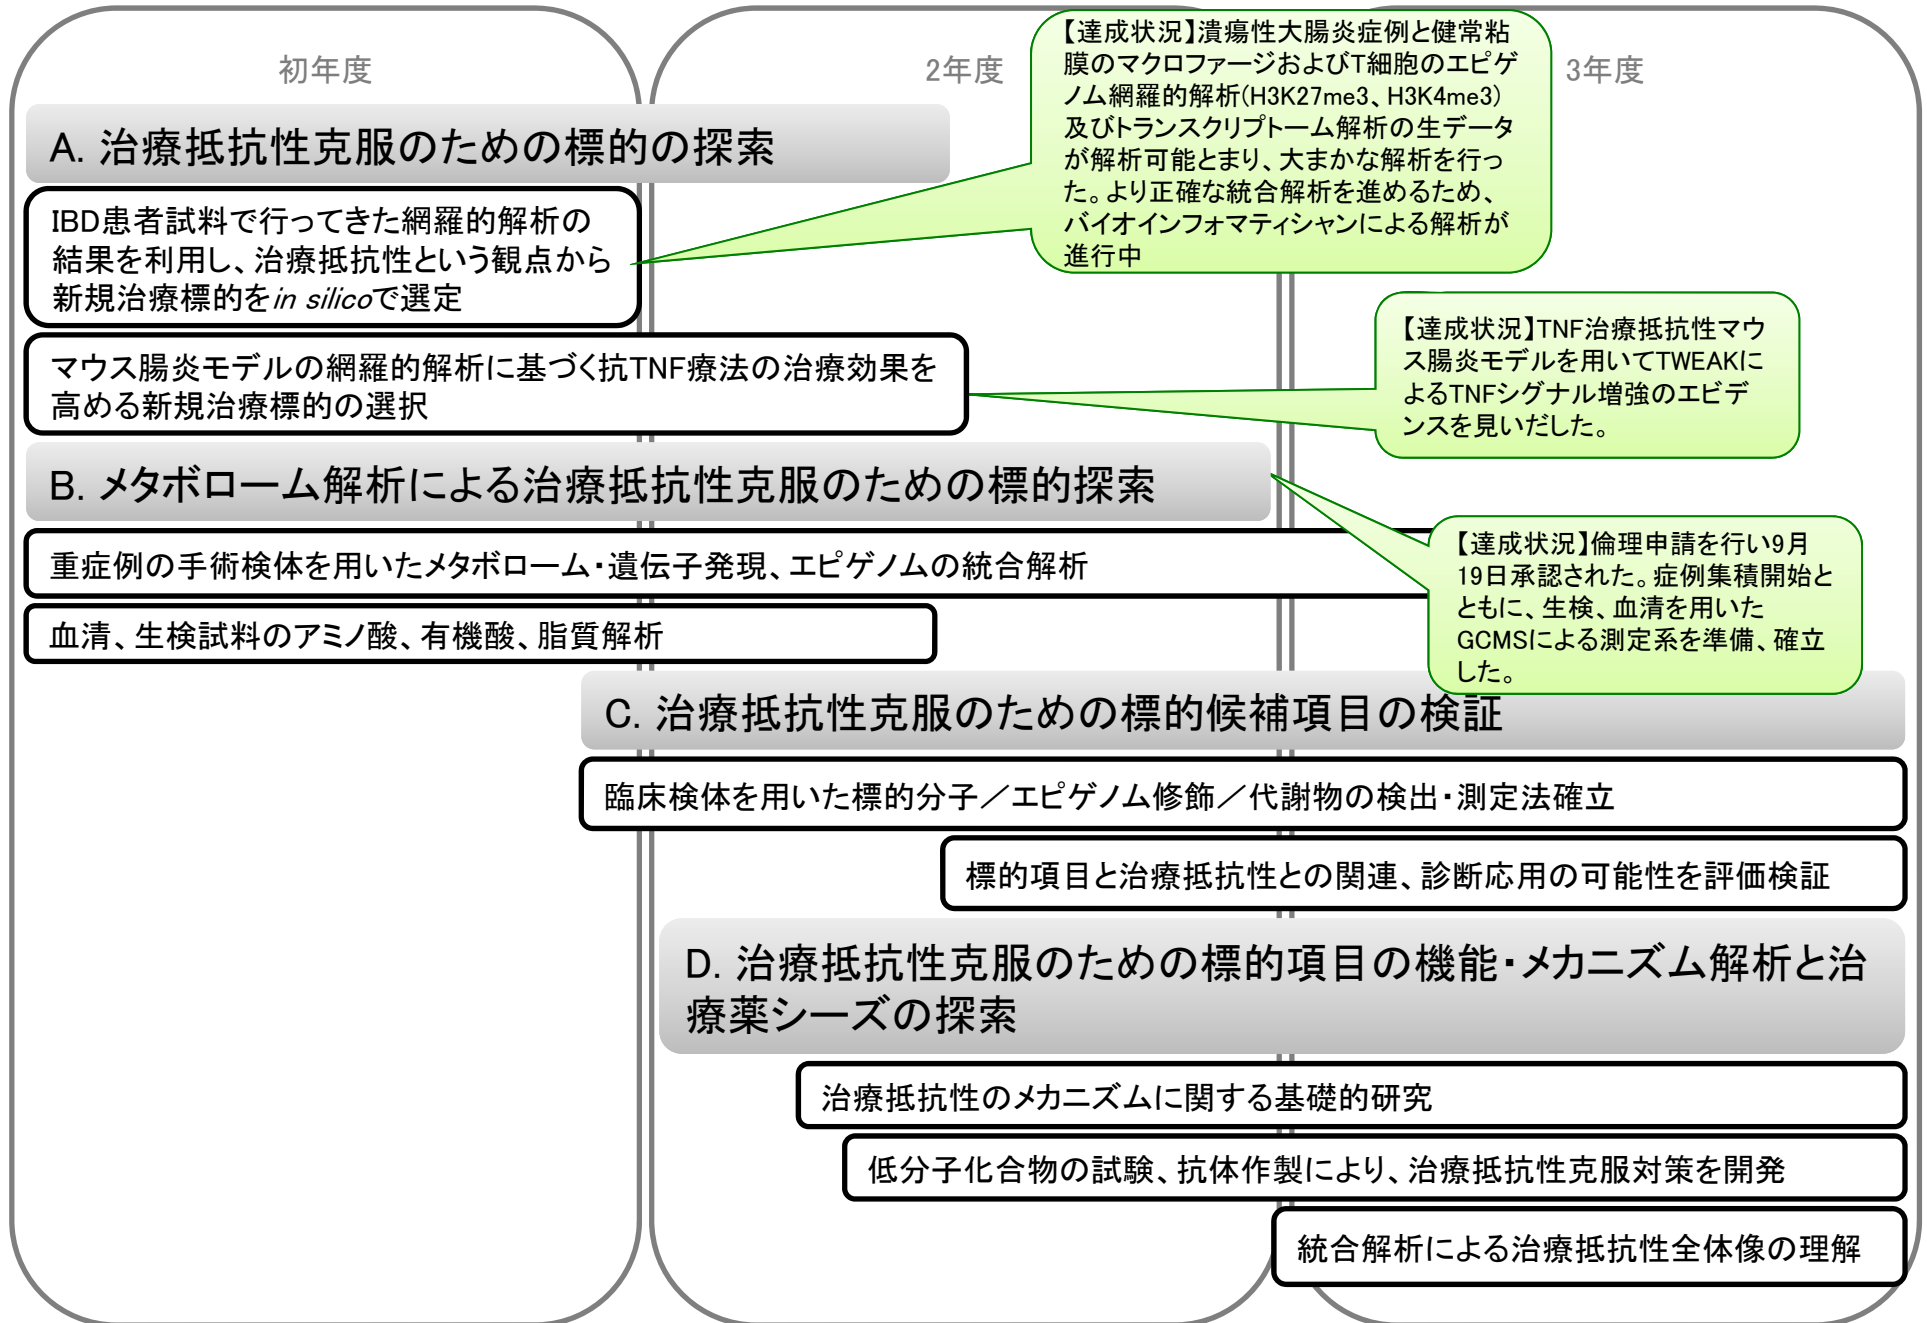 初年度
2年度
3年度
【達成状況】潰瘍性大腸炎症例と健常粘
膜のマクロファージおよびT細胞のエピゲ
ノム網羅的解析(H3K27me3、H3K4me3)
及びトランスクリプトーム解析の生データ
が解析可能とまり、大まかな解析を行っ
た。より正確な統合解析を進めるため、
バイオインフォマティシャンによる解析が
進行中
A. 治療抵抗性克服のための標的の探索
IBD患者試料で行ってきた網羅的解析の
結果を利用し、治療抵抗性という観点から
新規治療標的をin silicoで選定
マウス腸炎モデルの網羅的解析に基づく抗TNF療法の治療効果を
高める新規治療標的の選択
【達成状況】TNF治療抵抗性マウ
ス腸炎モデルを用いてTWEAKに
よるTNFシグナル増強のエビデ
ンスを見いだした。
B. メタボローム解析による治療抵抗性克服のための標的探索
重症例の手術検体を用いたメタボローム・遺伝子発現、エピゲノムの統合解析
血清、生検試料のアミノ酸、有機酸、脂質解析
【達成状況】倫理申請を行い9月
19日承認された。症例集積開始と
ともに、生検、血清を用いた
GCMSによる測定系を準備、確立
した。
C. 治療抵抗性克服のための標的候補項目の検証
臨床検体を用いた標的分子／エピゲノム修飾／代謝物の検出・測定法確立
標的項目と治療抵抗性との関連、診断応用の可能性を評価検証
D. 治療抵抗性克服のための標的項目の機能・メカニズム解析と治
療薬シーズの探索
治療抵抗性のメカニズムに関する基礎的研究
低分子化合物の試験、抗体作製により、治療抵抗性克服対策を開発
統合解析による治療抵抗性全体像の理解